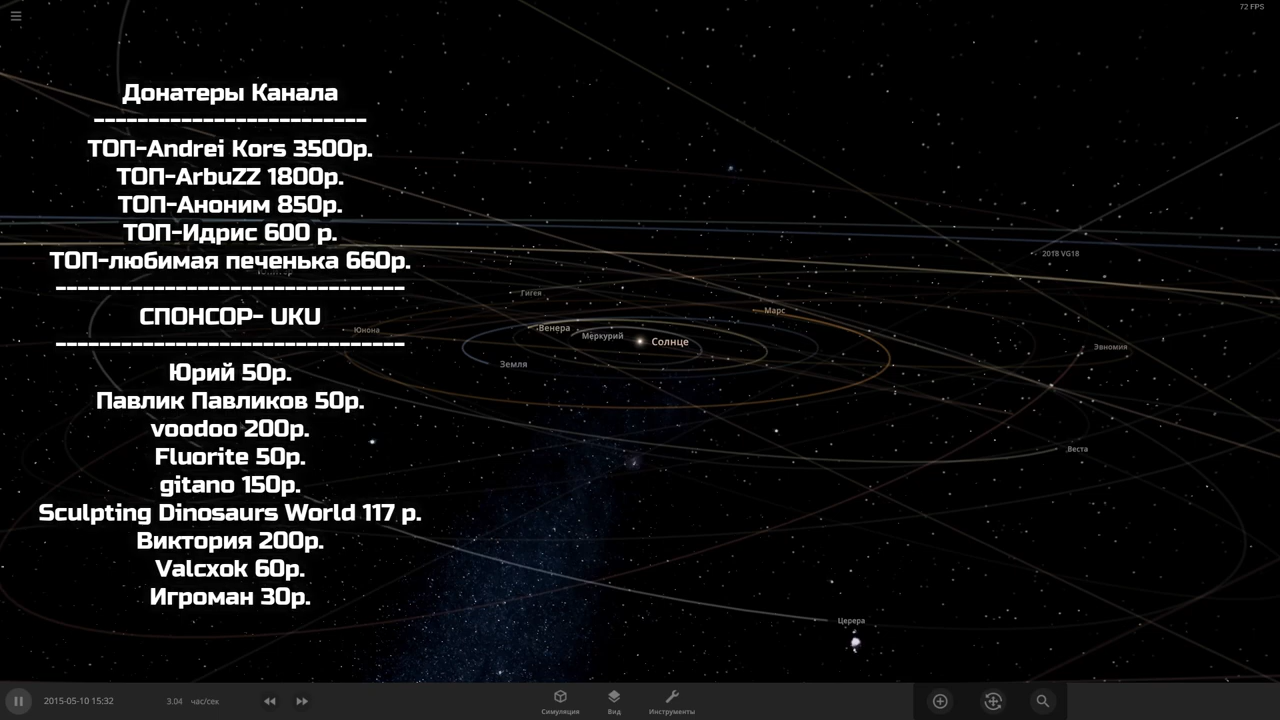 72 FPS
Донатеры Канала
-------------------------
ТОП-Andrei Kors 3500р.
ТОП-ArbuZZ 1800р.
ТОП-Аноним 850р.
ТОП-Идрис 600 р.
ТОП-любимая печенька 660р.
--------------------------------
СПОНСОР- UKU
--------------------------------
Юрий 50р.
Павлик Павликов 50р.
voodoo 200р.
Fluorite 50р.
gitano 150р.
Sculpting Dinosaurs World 117 р.
Виктория 200р.
Valcxok 60р.
Игроман 30р.
2018 VG18
Гигея
Марс
Юнона
Венера
Меркурий
Солнце
Эвномия
Земля
Веста
Церера
2015-05-10 15:32
3.04 час/сек
Симуляция
Вид
Инструменты